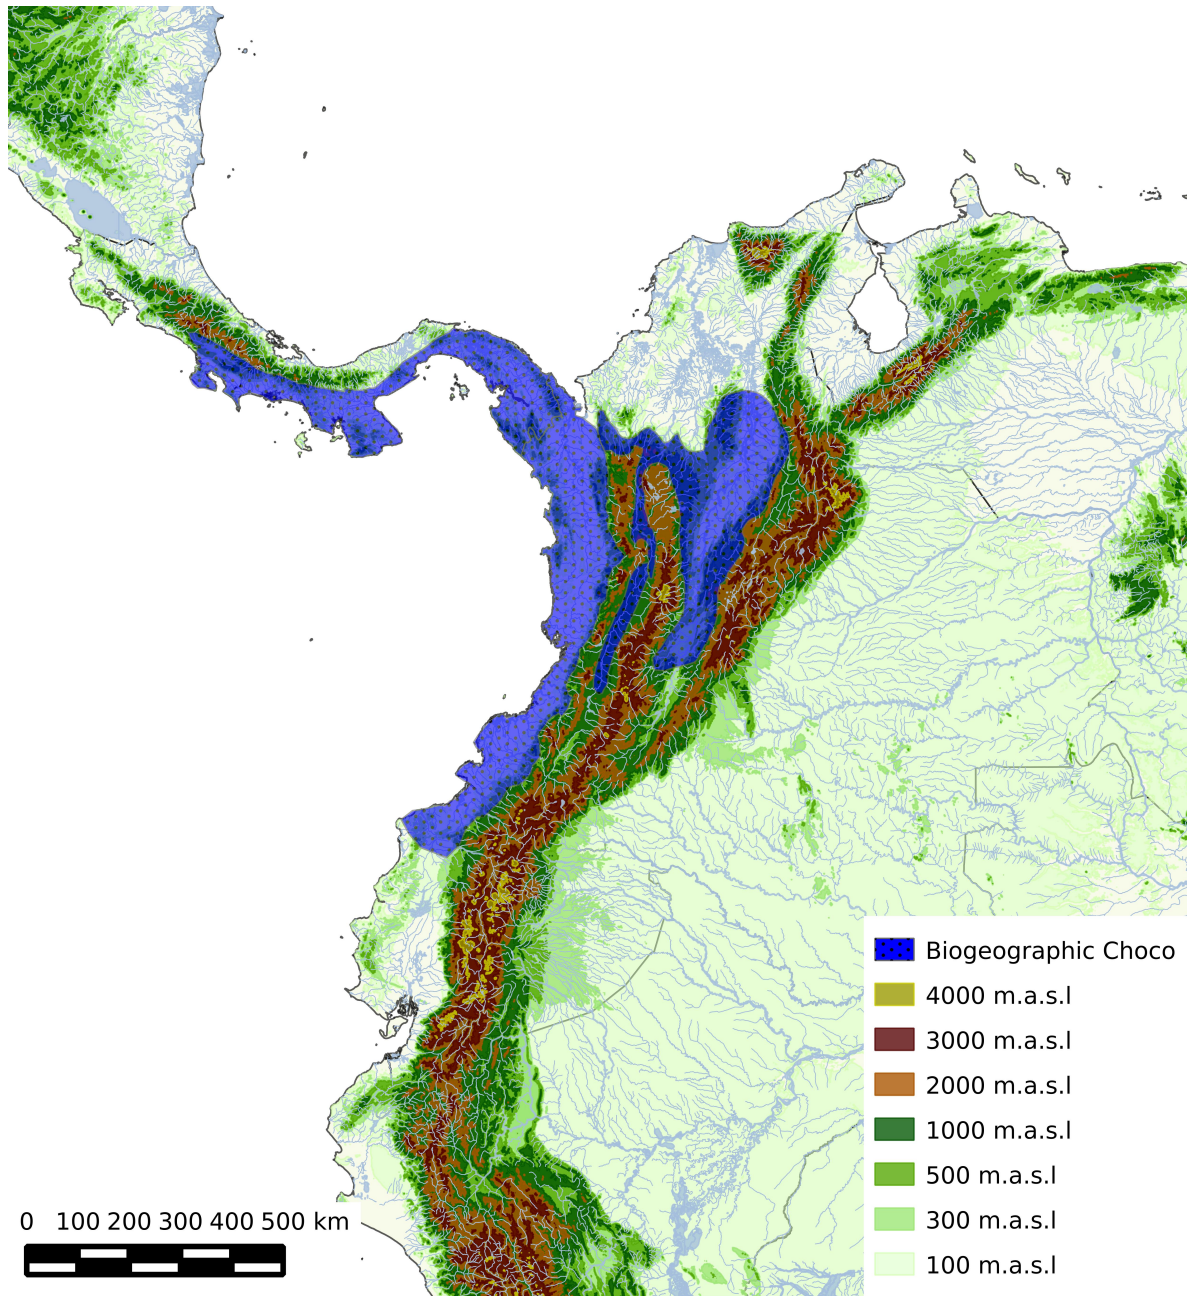 Biogeographic Choco
4000 m.a.s.l
3000 m.a.s.l
2000 m.a.s.l
1000 m.a.s.l
500 m.a.s.l
300 m.a.s.l
100 m.a.s.l
0 100 200 300 400 500 km